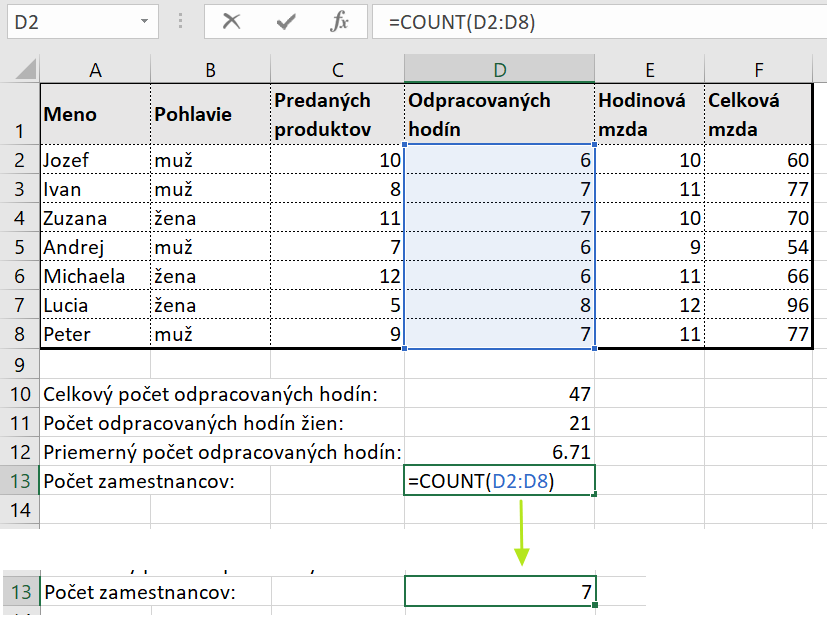 D2 fx =COUNT(D2:D8)
A B C D E F
1 Meno Pohlavie Predaných produktov Odpracovaných hodín Hodinová mzda Celková mzda
2 Jozef muž 10 6 10 60
3 Ivan muž 8 7 11 77
4 Zuzana žena 11 7 10 70
5 Andrej muž 7 6 9 54
6 Michaela žena 12 6 11 66
7 Lucia žena 5 8 12 96
8 Peter muž 9 7 11 77
9
10 Celkový počet odpracovaných hodín: 47
11 Počet odpracovaných hodín žien: 21
12 Priemerný počet odpracovaných hodín: 6.71
13 Počet zamestnancov: =COUNT(D2:D8)
14
13 Počet zamestnancov: 7